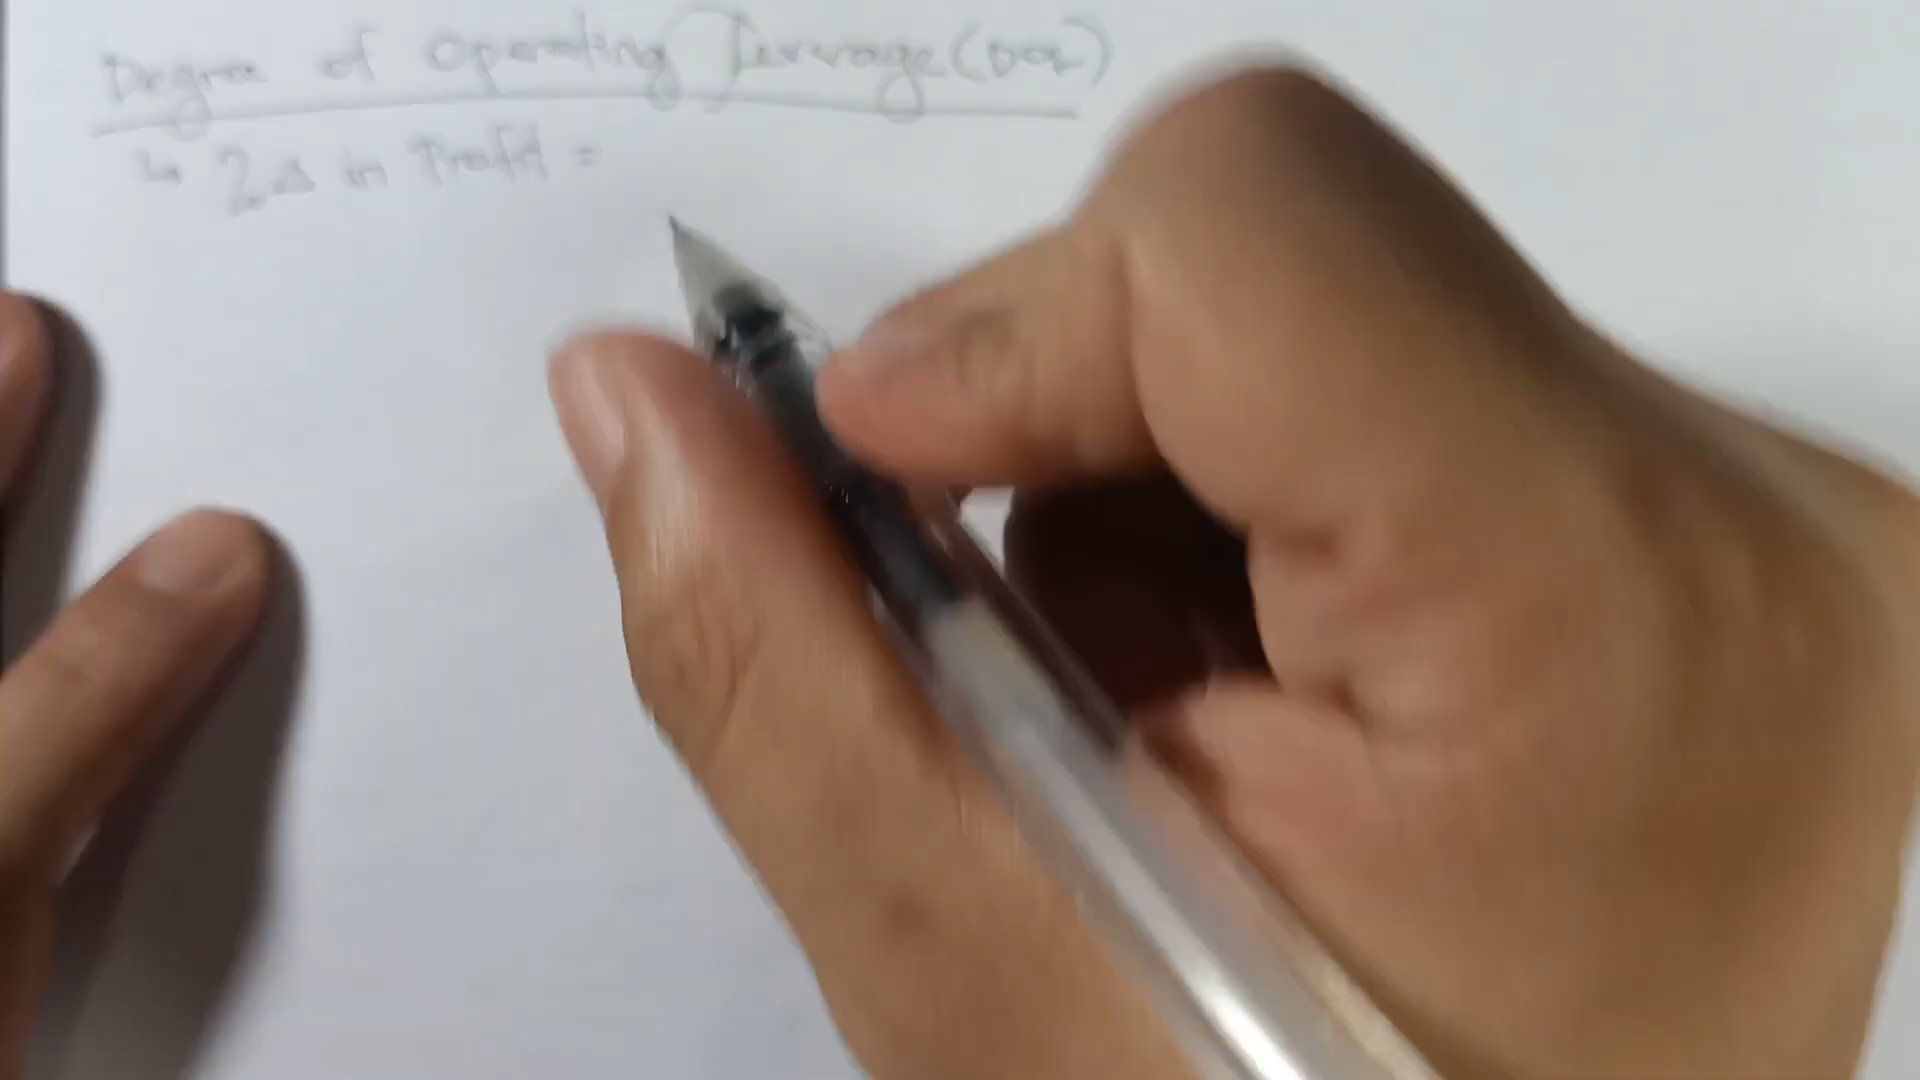 Degree of Operating Leverage (DOL)
↳ % Δ in Profit =